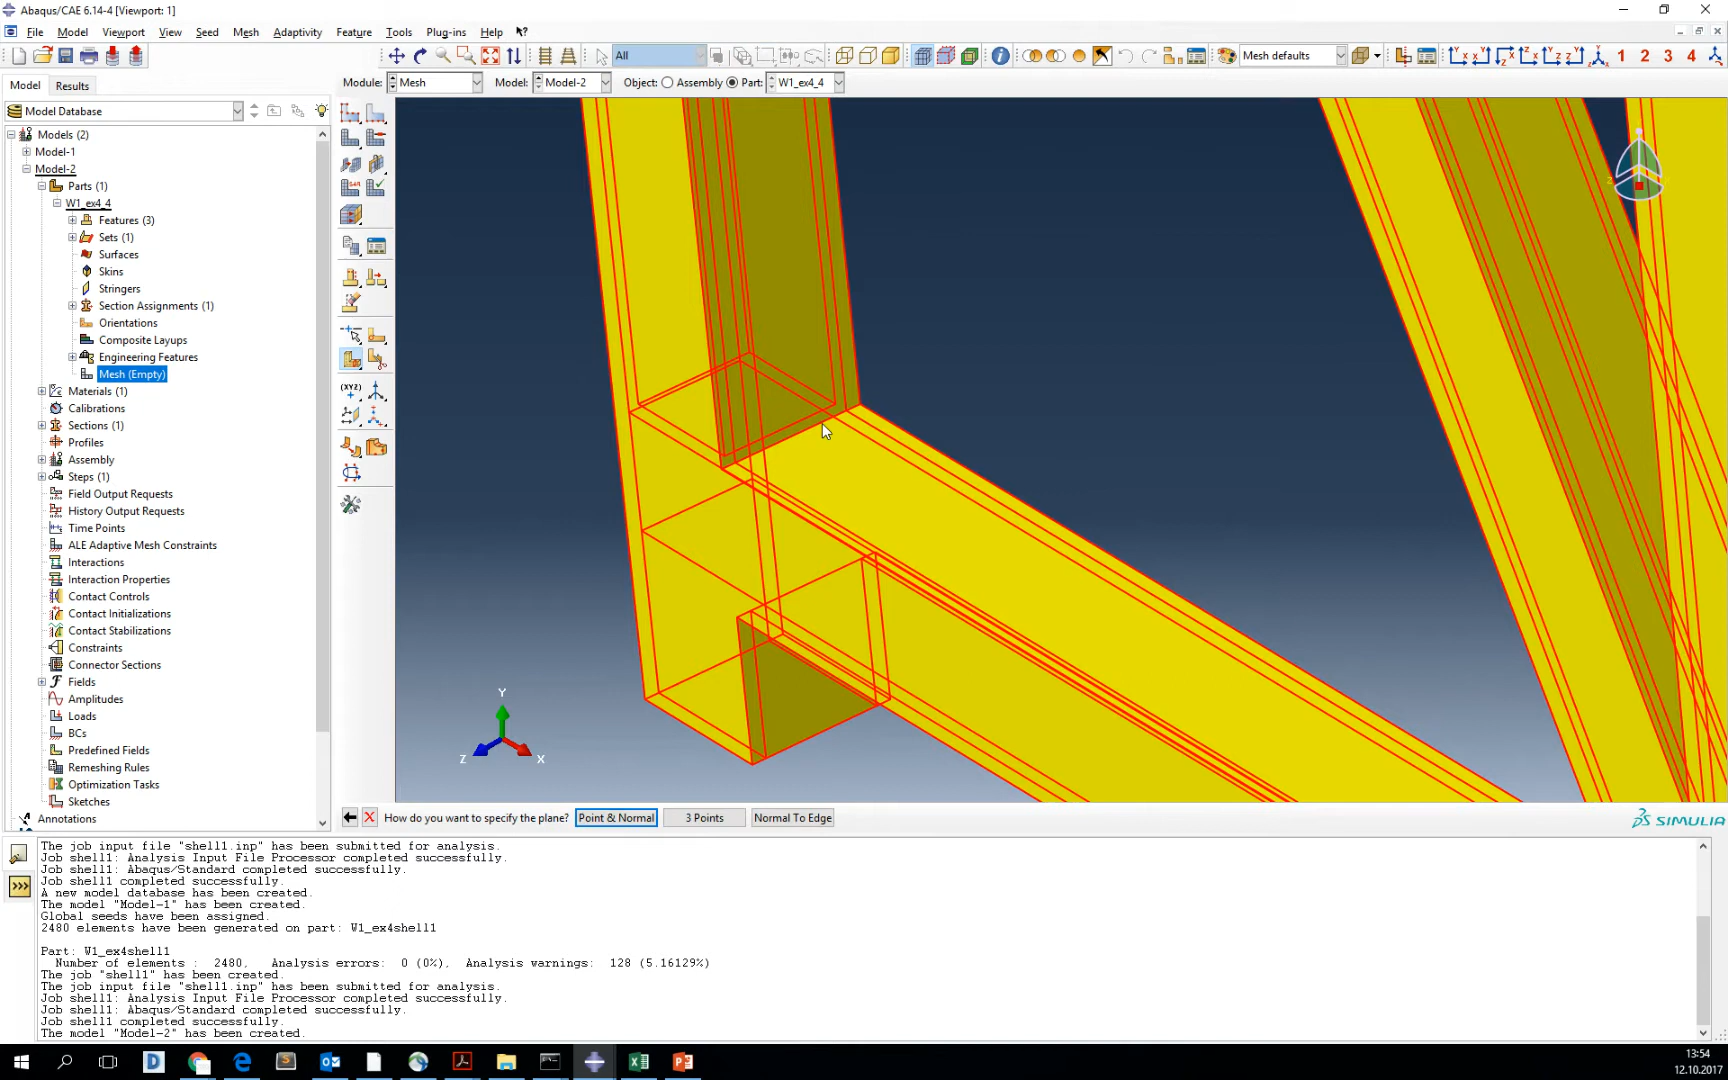 Abaqus/CAE 6.14-4 [Viewport: 1]
File Model Viewport View Seed Mesh Adaptivity Feature Tools Plug-ins Help
All Mesh defaults 1 2 3 4
Model Results Module: Mesh Model: Model-2 Object: Assembly Part: W1_ex4_4
Model Database
Models (2)
Model-1
Model-2
Parts (1)
W1_ex4_4
Features (3)
Sets (1)
Surfaces
Skins
Stringers
Section Assignments (1)
Orientations
Composite Layups
Engineering Features
Mesh (Empty)
Materials (1)
Calibrations
Sections (1)
Profiles
Assembly
Steps (1)
Field Output Requests
History Output Requests
Time Points
ALE Adaptive Mesh Constraints
Interactions
Interaction Properties
Contact Controls
Contact Initializations
Contact Stabilizations
Constraints
Connector Sections
Fields
Amplitudes
Loads
BCs
Predefined Fields
Remeshing Rules
Optimization Tasks
Sketches
Annotations
Y
Z X
How do you want to specify the plane? Point & Normal 3 Points Normal To Edge
SIMULIA
The job input file "shell1.inp" has been submitted for analysis.
Job shell1: Analysis Input File Processor completed successfully.
Job shell1: Abaqus/Standard completed successfully.
Job shell1 completed successfully.
A new model database has been created.
The model "Model-1" has been created.
Global seeds have been assigned.
2480 elements have been generated on part: W1_ex4shell1
Part: W1_ex4shell1
Number of elements : 2480, Analysis errors: 0 (0%), Analysis warnings: 128 (5.16129%)
The job "shell1" has been created.
The job input file "shell1.inp" has been submitted for analysis.
Job shell1: Analysis Input File Processor completed successfully.
Job shell1: Abaqus/Standard completed successfully.
Job shell1 completed successfully.
The model "Model-2" has been created.
13:54
12.10.2017